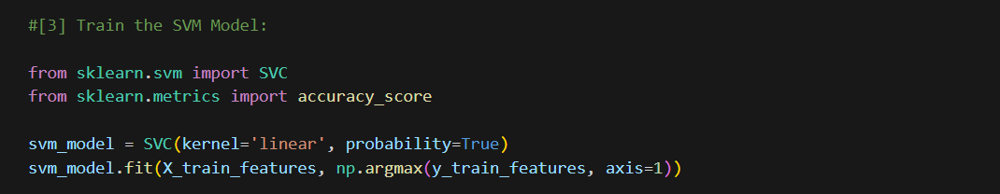 #[3] Train the SVM Model:
from sklearn.svm import SVC
from sklearn.metrics import accuracy_score
svm_model = SVC(kernel='linear', probability=True)
svm_model.fit(X_train_features, np.argmax(y_train_features, axis=1))